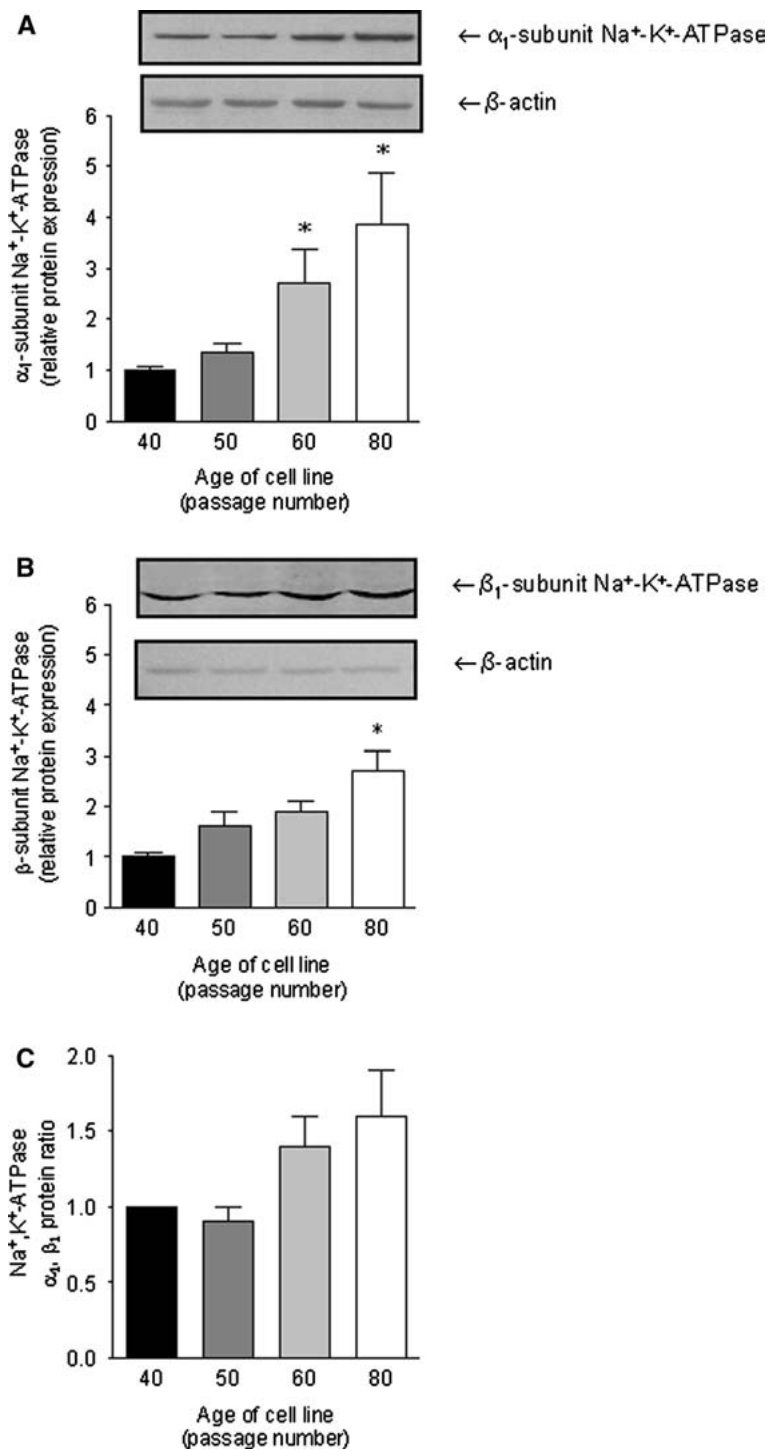 A
← α₁-subunit Na⁺-K⁺-ATPase
← β-actin
α₁-subunit Na⁺-K⁺-ATPase
(relative protein expression)
6
5
4
3
2
1
0
*
*
40 50 60 80
Age of cell line
(passage number)
B
← β₁-subunit Na⁺-K⁺-ATPase
← β-actin
β-subunit Na⁺-K⁺-ATPase
(relative protein expression)
6
5
4
3
2
1
0
*
40 50 60 80
Age of cell line
(passage number)
C
Na⁺,K⁺-ATPase
α₁, β₁ protein ratio
2.0
1.5
1.0
0.5
0.0
40 50 60 80
Age of cell line
(passage number)